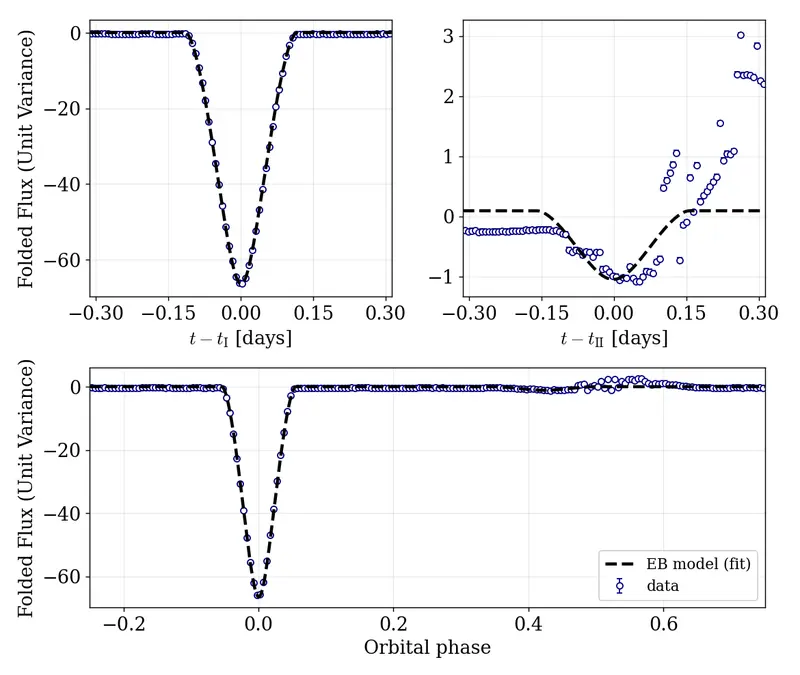 Folded Flux (Unit Variance)
0
−20
−40
−60
−0.30 −0.15 0.00 0.15 0.30
t − tI [days]
3
2
1
0
−1
−0.30 −0.15 0.00 0.15 0.30
t − tII [days]
Folded Flux (Unit Variance)
0
−20
−40
−60
EB model (fit)
data
−0.2 0.0 0.2 0.4 0.6
Orbital phase